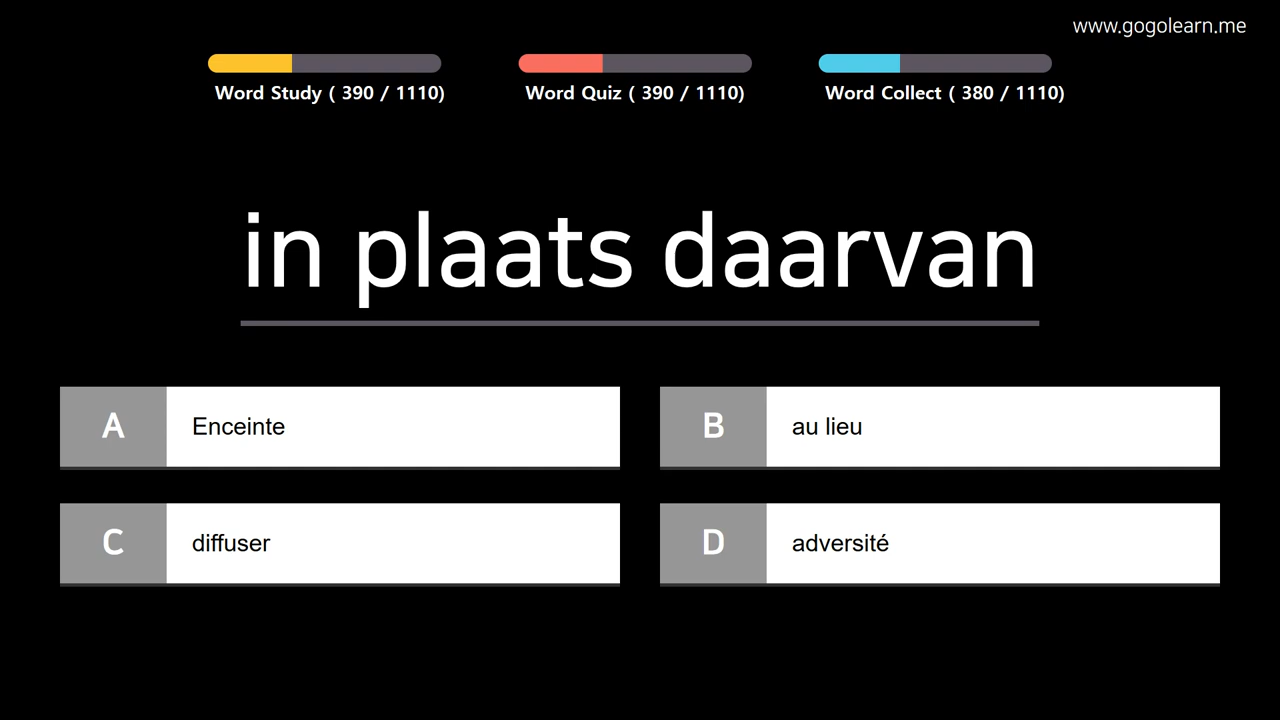 www.gogolearn.me
Word Study ( 390 / 1110)
Word Quiz ( 390 / 1110)
Word Collect ( 380 / 1110)
in plaats daarvan
A
Enceinte
B
au lieu
C
diffuser
D
adversité